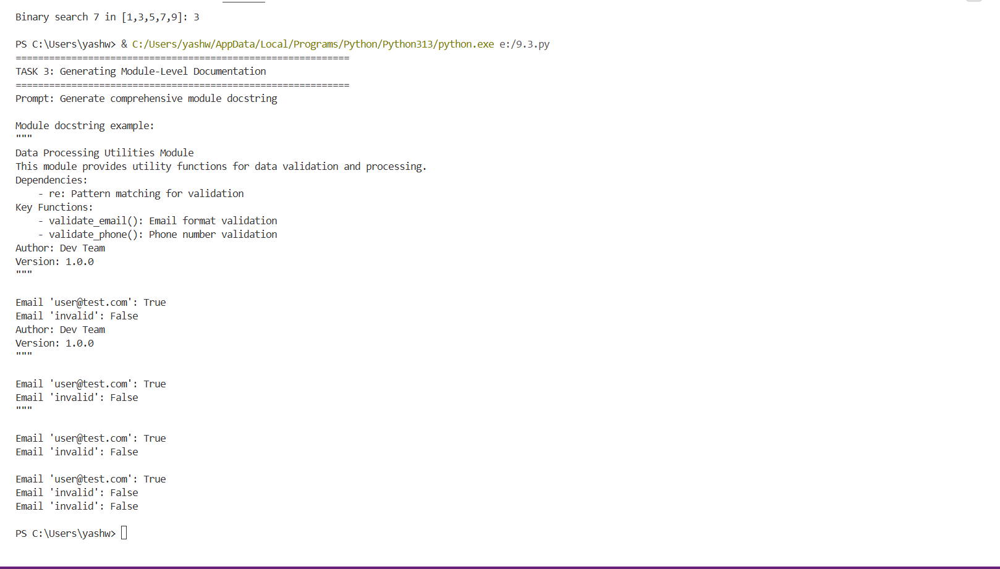 Binary search 7 in [1,3,5,7,9]: 3
PS C:\Users\yashw> & C:/Users/yashw/AppData/Local/Programs/Python/Python313/python.exe e:/9.3.py
============================================================
TASK 3: Generating Module-Level Documentation
============================================================
Prompt: Generate comprehensive module docstring
Module docstring example:
"""
Data Processing Utilities Module
This module provides utility functions for data validation and processing.
Dependencies:
    - re: Pattern matching for validation
Key Functions:
    - validate_email(): Email format validation
    - validate_phone(): Phone number validation
Author: Dev Team
Version: 1.0.0
"""
Email 'user@test.com': True
Email 'invalid': False
Author: Dev Team
Version: 1.0.0
"""
Email 'user@test.com': True
Email 'invalid': False
"""
Email 'user@test.com': True
Email 'invalid': False
Email 'user@test.com': True
Email 'invalid': False
Email 'invalid': False
PS C:\Users\yashw>